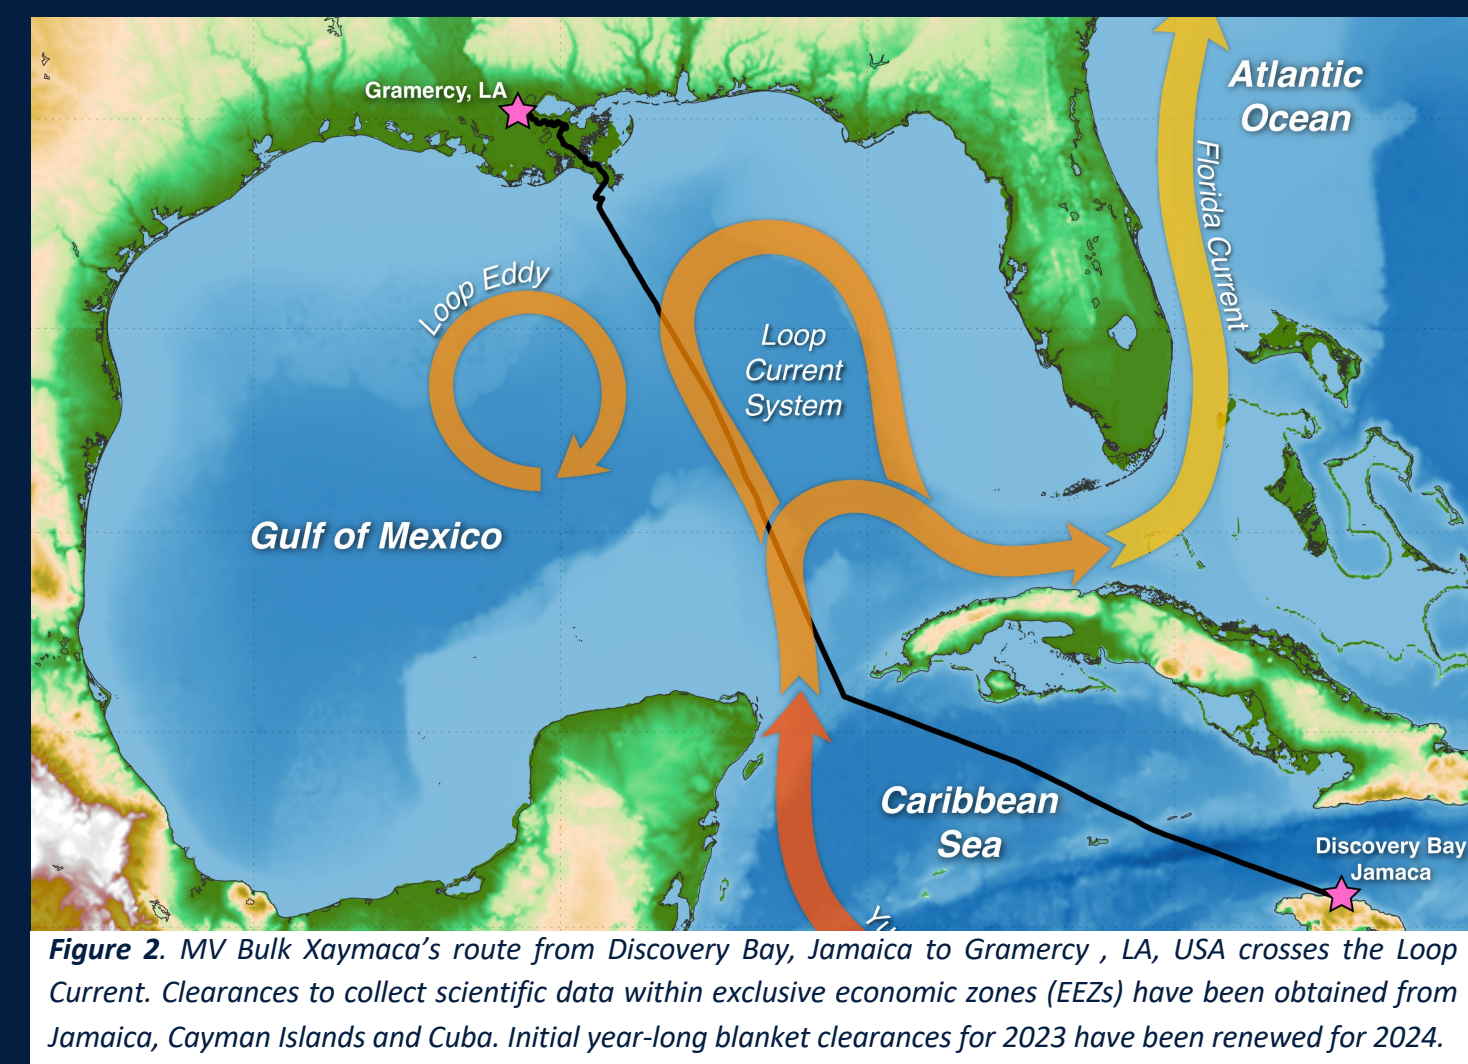 Gramercy, LA
Atlantic
Ocean
Florida Current
Loop Eddy
Loop
Current
System
Gulf of Mexico
Caribbean
Sea
Discovery Bay
Jamaca
Yu
Figure 2. MV Bulk Xaymaca’s route from Discovery Bay, Jamaica to Gramercy , LA, USA crosses the Loop
Current. Clearances to collect scientific data within exclusive economic zones (EEZs) have been obtained from
Jamaica, Cayman Islands and Cuba. Initial year-long blanket clearances for 2023 have been renewed for 2024.